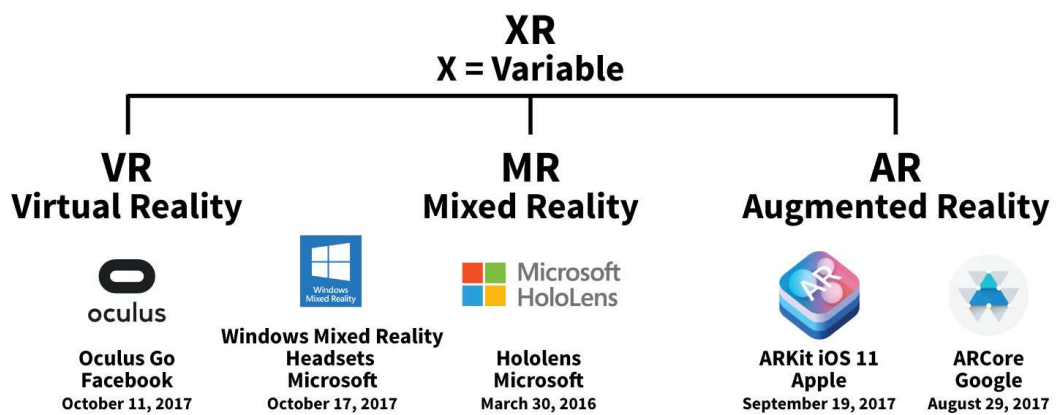 XR
X = Variable
VR
Virtual Reality
MR
Mixed Reality
AR
Augmented Reality
oculus
Windows
Mixed Reality
Microsoft
HoloLens
AR
Oculus Go
Facebook
October 11, 2017
Windows Mixed Reality
Headsets
Microsoft
October 17, 2017
Hololens
Microsoft
March 30, 2016
ARKit iOS 11
Apple
September 19, 2017
ARCore
Google
August 29, 2017